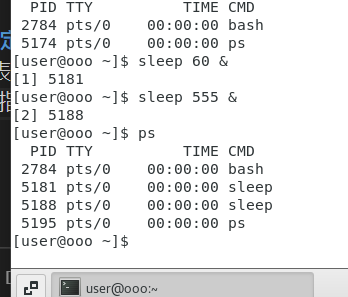 PID TTY          TIME CMD
2784 pts/0    00:00:00 bash
5174 pts/0    00:00:00 ps
[user@ooo ~]$ sleep 60 &
[1] 5181
[user@ooo ~]$ sleep 555 &
[2] 5188
[user@ooo ~]$ ps
PID TTY          TIME CMD
2784 pts/0    00:00:00 bash
5181 pts/0    00:00:00 sleep
5188 pts/0    00:00:00 sleep
5195 pts/0    00:00:00 ps
[user@ooo ~]$
user@ooo:~